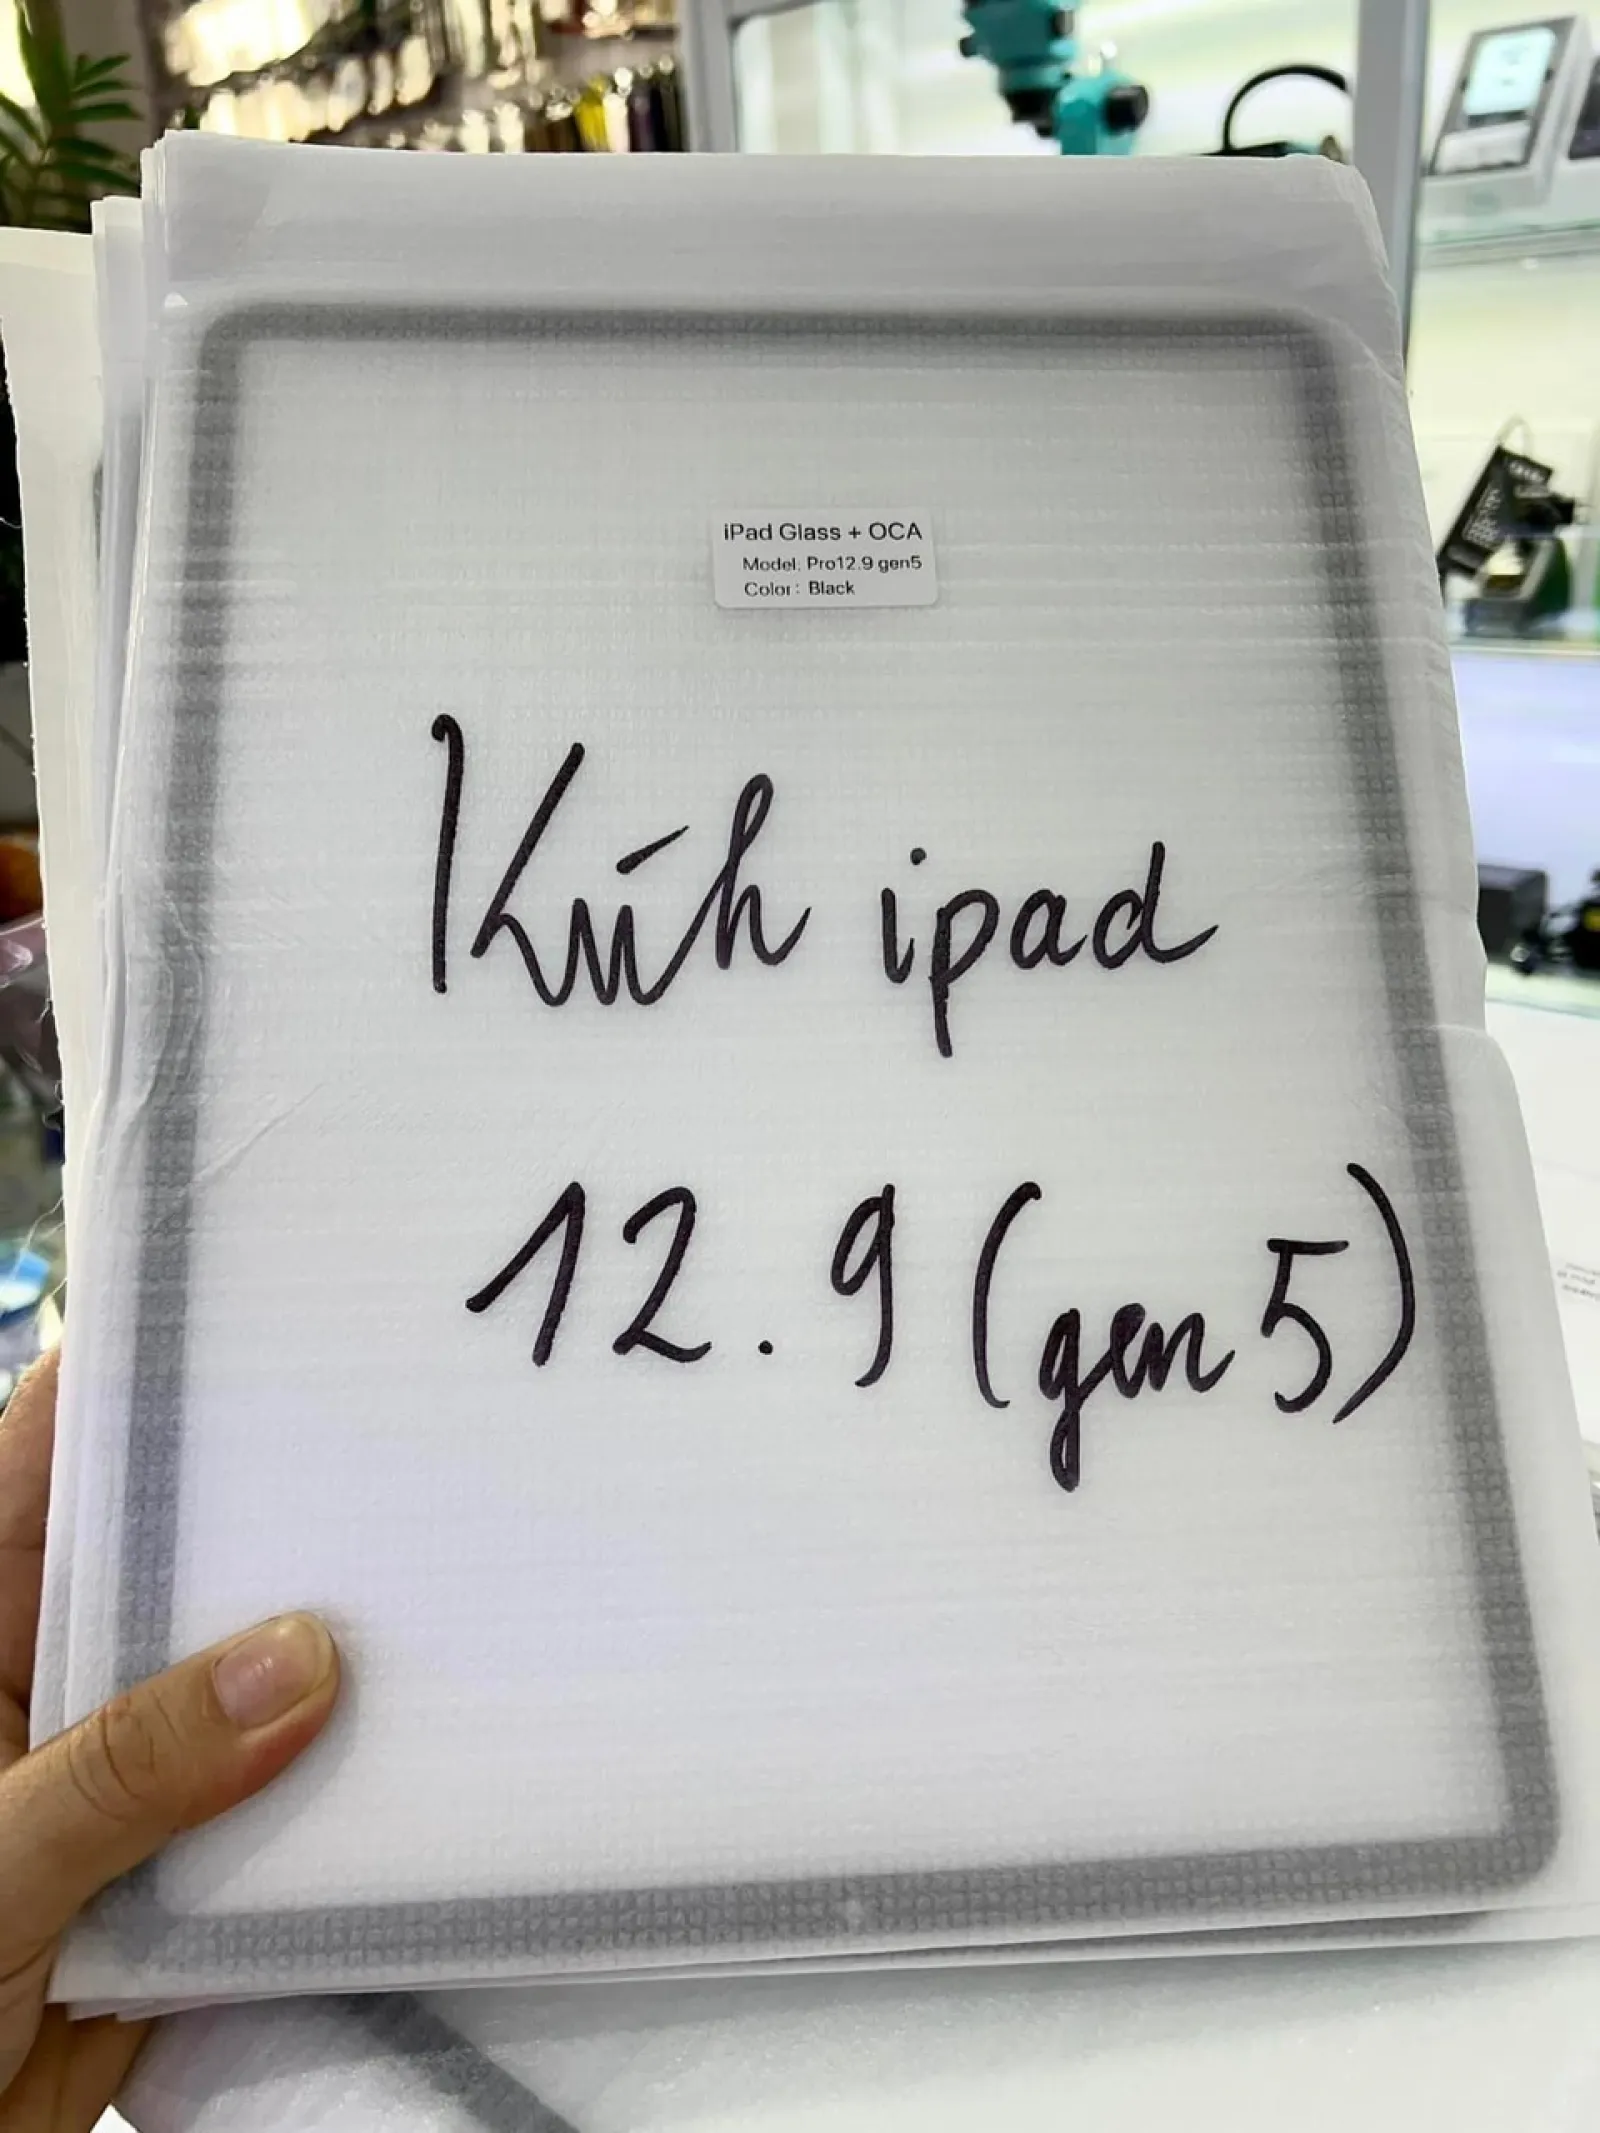 iPad Glass + OCA
Model: Pro12.9 gen5
Color: Black
Kính ipad
12.9 (gen 5)